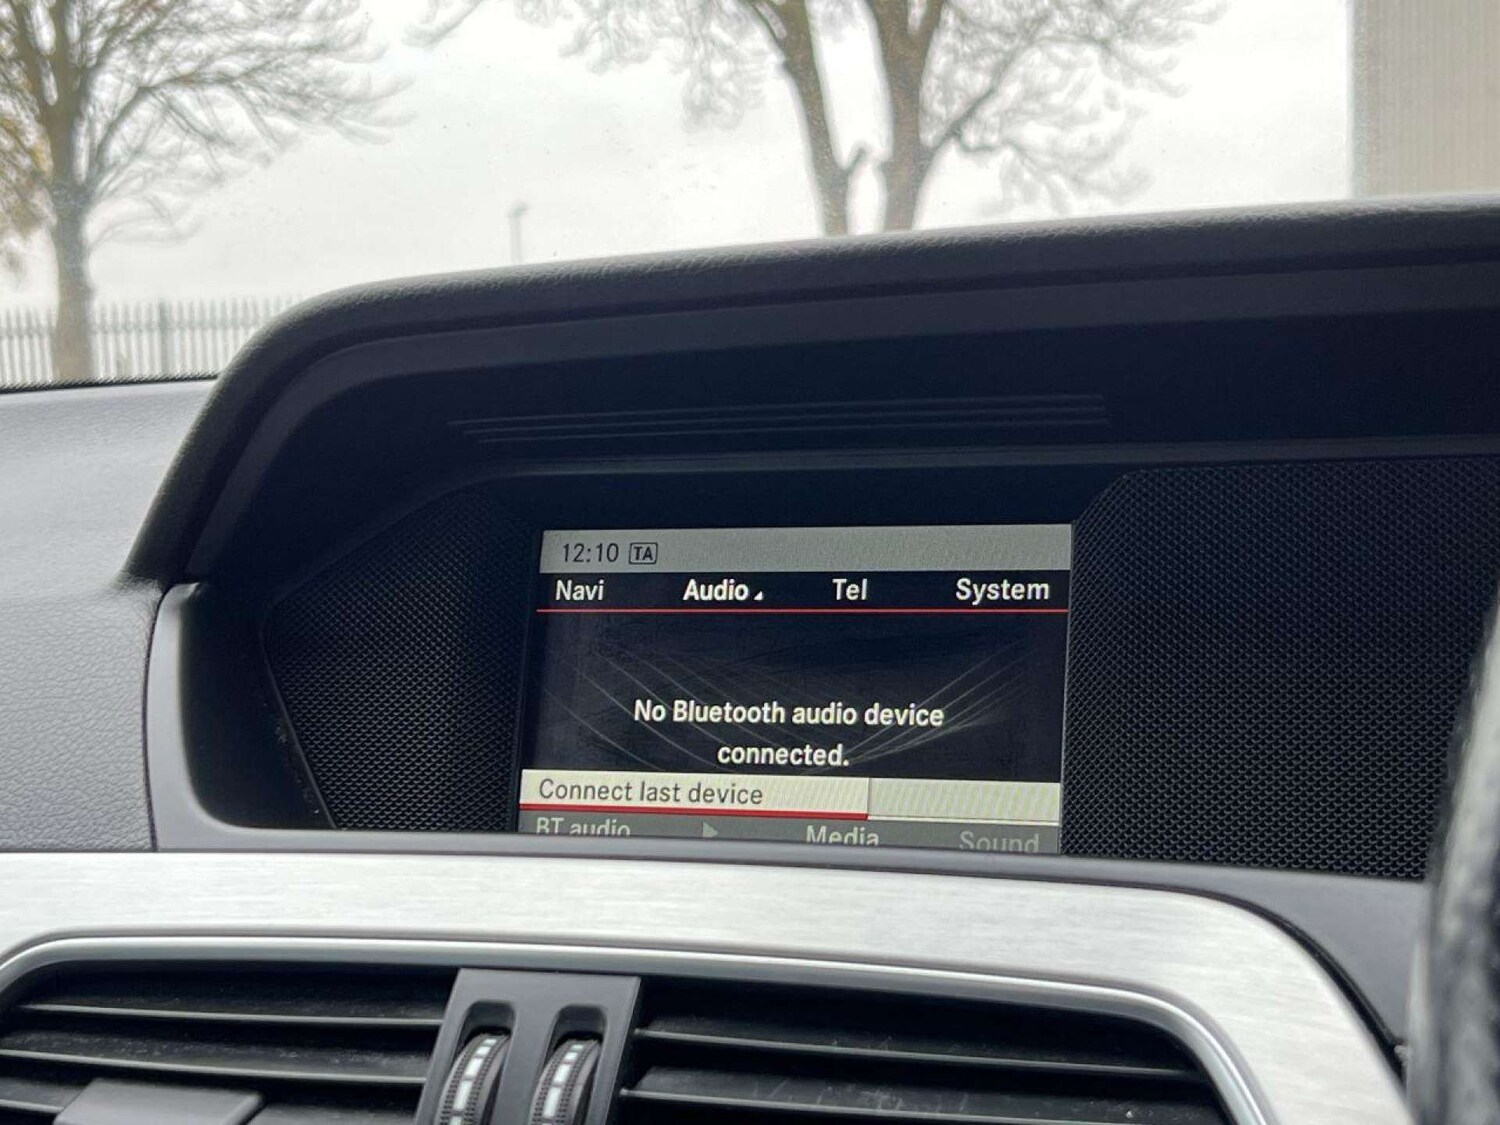 12:10 TA
Navi Audio Tel System
No Bluetooth audio device
connected.
Connect last device
BT audio Media Sound